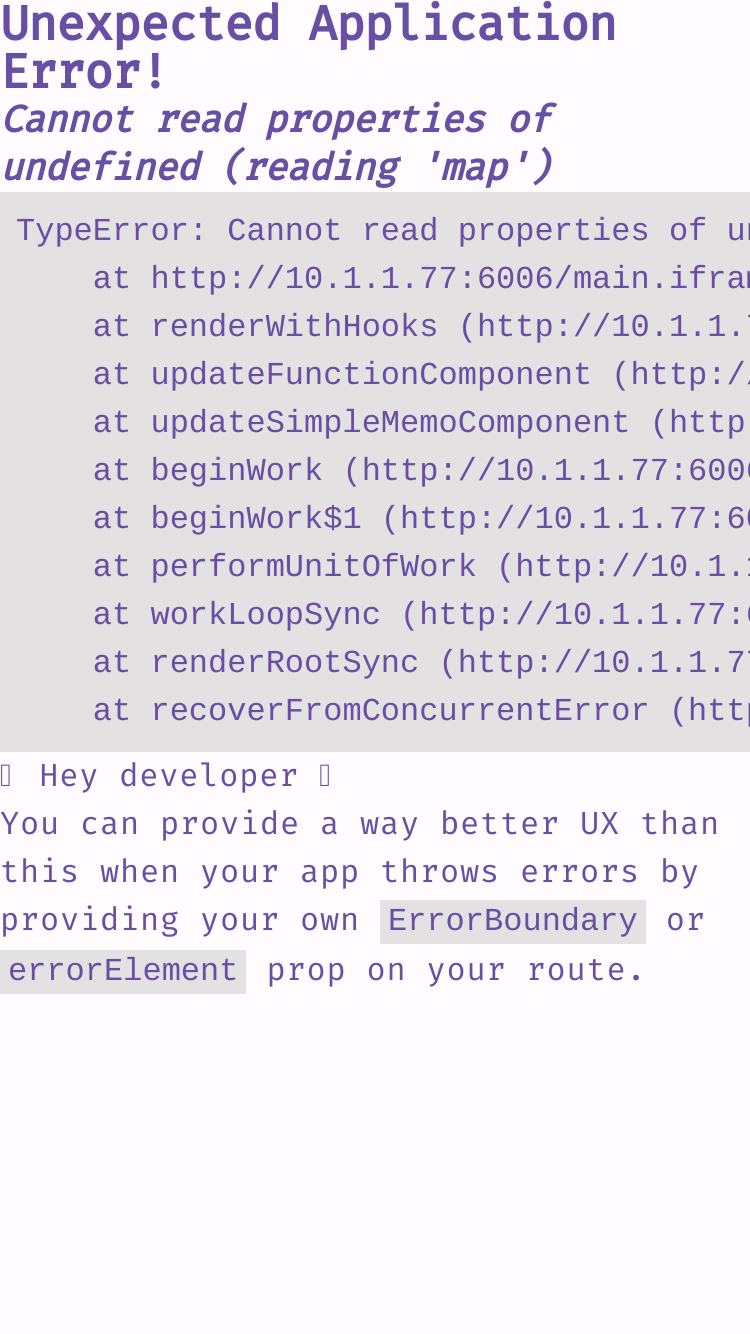 Unexpected Application
Error!
Cannot read properties of
undefined (reading 'map')
TypeError: Cannot read properties of
at http://10.1.1.77:6006/main.ifram
at renderWithHooks (http://10.1.1.
at updateFunctionComponent (http:/
at updateSimpleMemoComponent (http
at beginWork (http://10.1.1.77:600
at beginWork$1 (http://10.1.1.77:6
at performUnitOfWork (http://10.1.
at workLoopSync (http://10.1.1.77:
at renderRootSync (http://10.1.1.7
at recoverFromConcurrentError (http
Hey developer
You can provide a way better UX than
this when your app throws errors by
providing your own ErrorBoundary or
errorElement prop on your route.